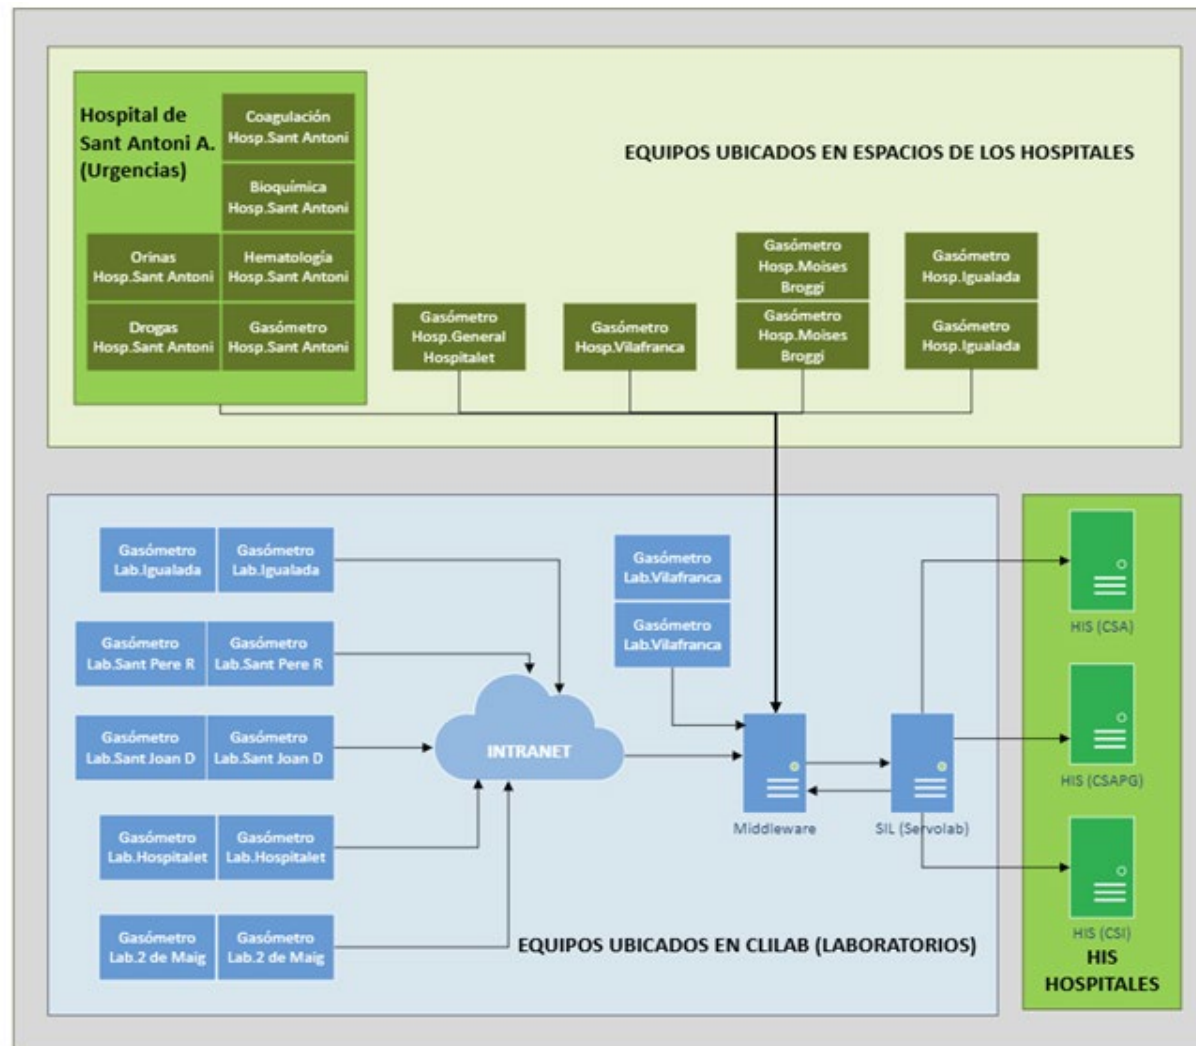 Hospital de
Sant Antoni A.
(Urgencias)
Coagulación
Hosp.Sant Antoni
Bioquímica
Hosp.Sant Antoni
Orinas
Hosp.Sant Antoni
Hematología
Hosp.Sant Antoni
Drogas
Hosp.Sant Antoni
Gasómetro
Hosp.Sant Antoni
EQUIPOS UBICADOS EN ESPACIOS DE LOS HOSPITALES
Gasómetro
Hosp.General
Hospitalet
Gasómetro
Hosp.Vilafranca
Gasómetro
Hosp.Moises
Broggi
Gasómetro
Hosp.Moises
Broggi
Gasómetro
Hosp.Igualada
Gasómetro
Hosp.Igualada
Gasómetro
Lab.Igualada
Gasómetro
Lab.Igualada
Gasómetro
Lab.Sant Pere R
Gasómetro
Lab.Sant Pere R
Gasómetro
Lab.Sant Joan D
Gasómetro
Lab.Sant Joan D
Gasómetro
Lab.Hospitalet
Gasómetro
Lab.Hospitalet
Gasómetro
Lab.2 de Maig
Gasómetro
Lab.2 de Maig
INTRANET
Gasómetro
Lab.Vilafranca
Gasómetro
Lab.Vilafranca
Middleware
SIL (Servolab)
EQUIPOS UBICADOS EN CLILAB (LABORATORIOS)
HIS (CSA)
HIS (CSAPG)
HIS (CSI)
HIS
HOSPITALES